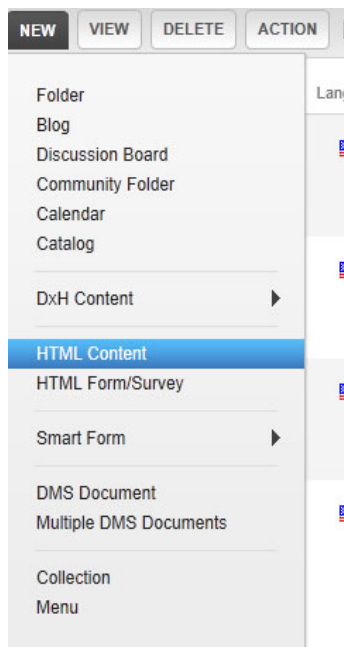 NEW VIEW DELETE ACTION
Lang
Folder
Blog
Discussion Board
Community Folder
Calendar
Catalog
DxH Content
HTML Content
HTML Form/Survey
Smart Form
DMS Document
Multiple DMS Documents
Collection
Menu